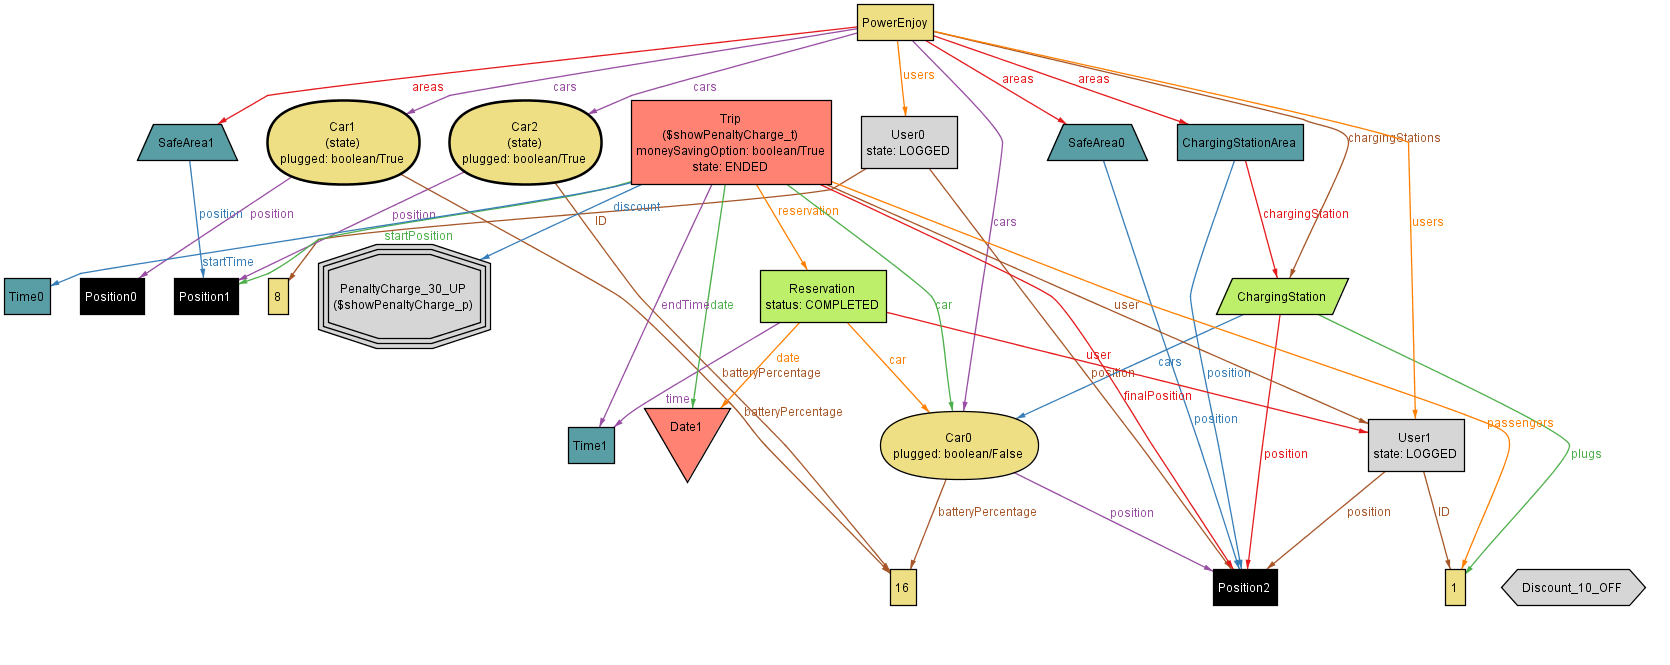 PowerEnjoy
users
areas
cars
cars
areas
areas
Car1
(state)
plugged: boolean/True
Car2
(state)
plugged: boolean/True
Trip
($showPenaltyCharge_t)
moneySavingOption: boolean/True
state: ENDED
User0
state: LOGGED
SafeArea1
SafeArea0
ChargingStationArea
chargingStations
position
position
position
ID
discount
reservation
cars
chargingStation
users
startPosition
startTime
Time0
Position0
Position1
8
PenaltyCharge_30_UP
($showPenaltyCharge_p)
Reservation
status: COMPLETED
ChargingStation
endTime
date
car
user
date
car
user
cars
batteryPercentage
position
position
time
batteryPercentage
finalPosition
position
passengers
Date1
Time1
Car0
plugged: boolean/False
User1
state: LOGGED
position
plugs
batteryPercentage
position
position
ID
16
Position2
1
Discount_10_OFF